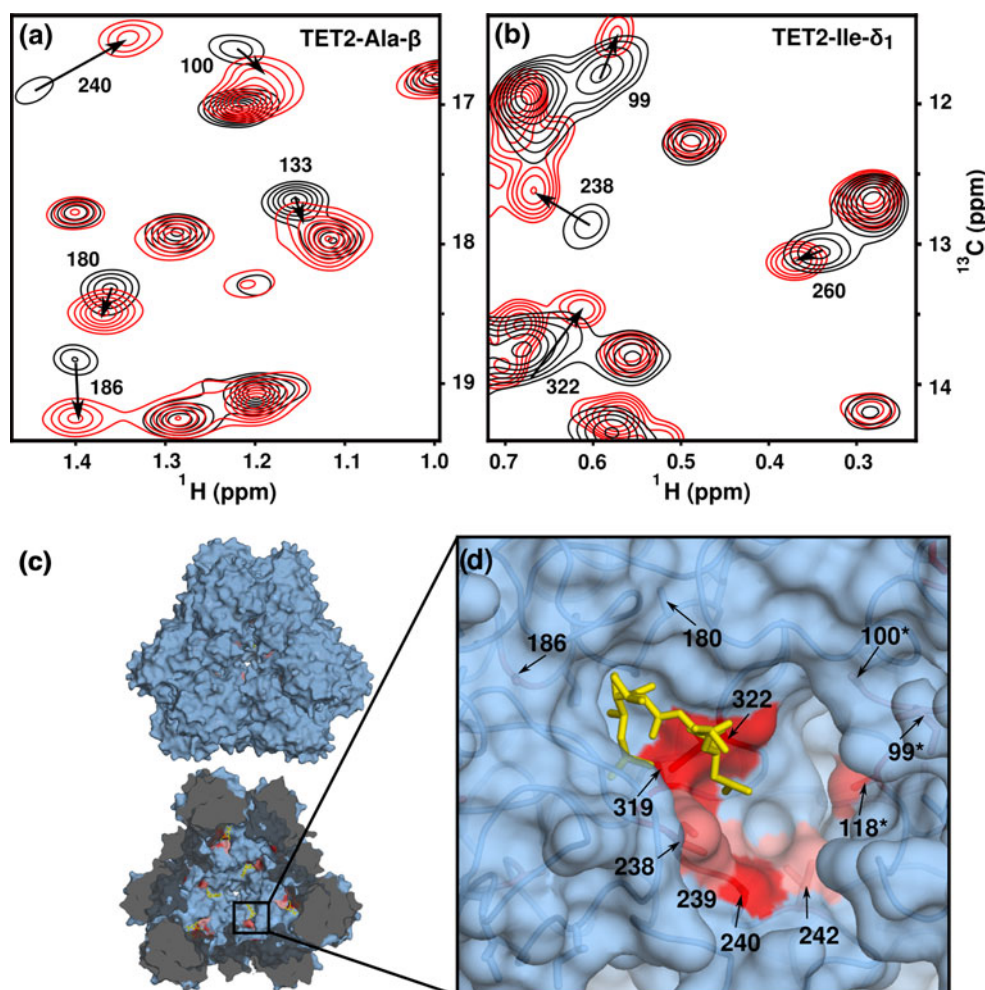 (a) TET2-Ala-β
240
100
133
180
186
17
18
19
1.4 1.3 1.2 1.1 1.0
¹H (ppm)
(b) TET2-Ile-δ₁
99
238
260
322
12
13
14
¹³C (ppm)
0.7 0.6 0.5 0.4 0.3
¹H (ppm)
(c)
(d)
186
180
100*
322
99*
319
118*
238
239
240
242